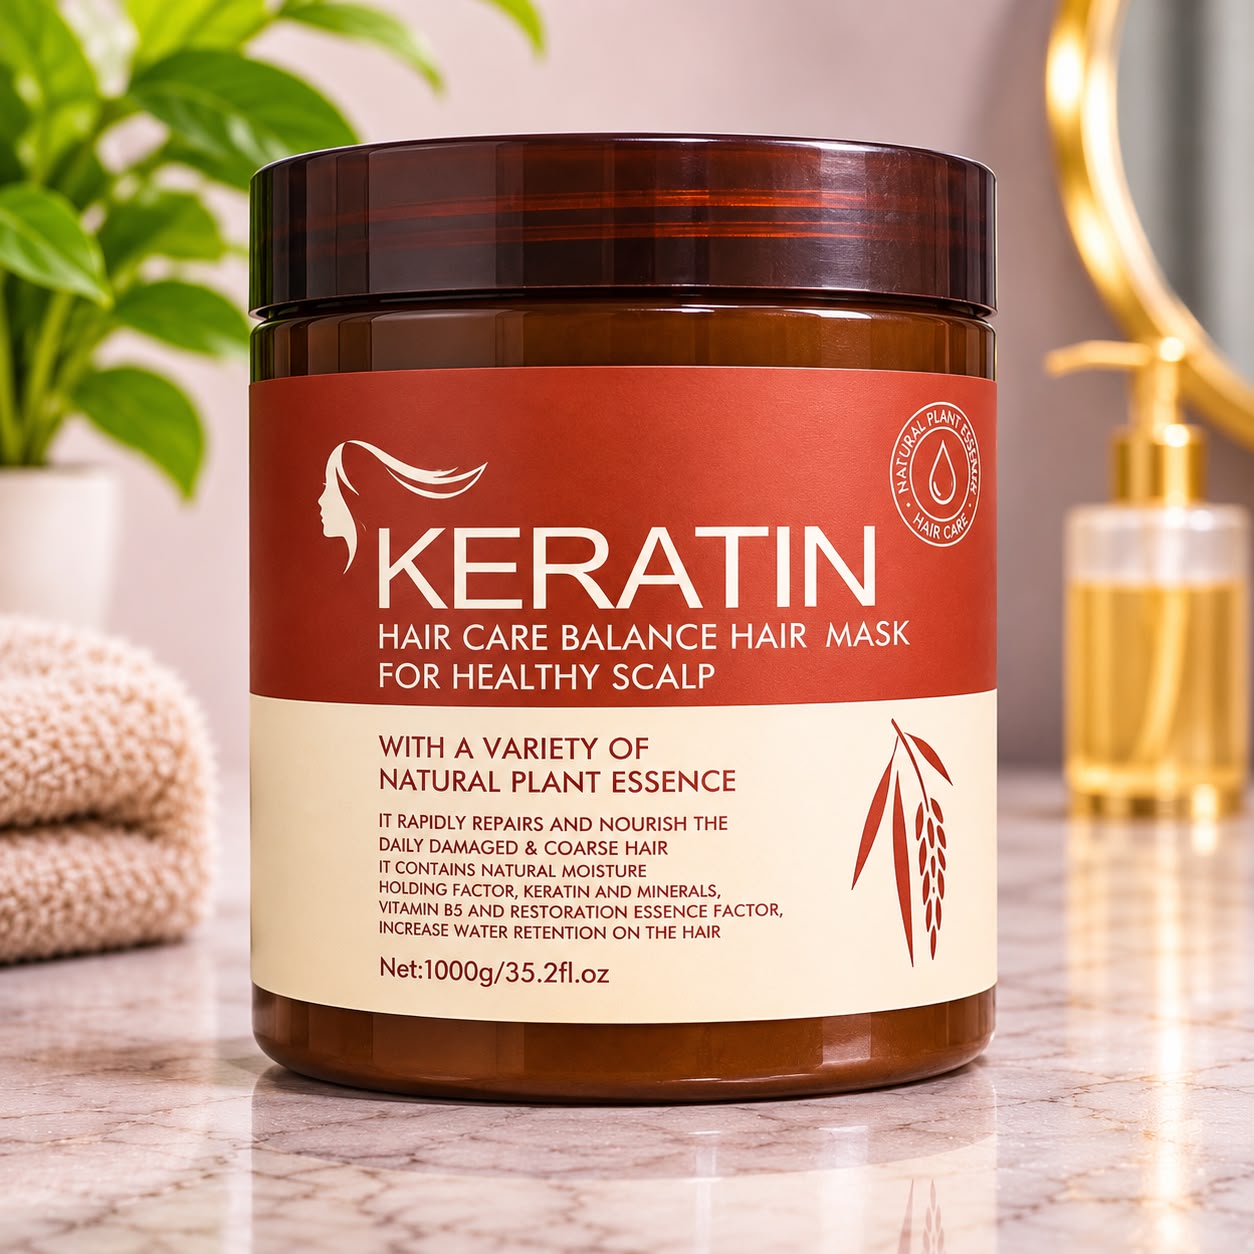 NATURAL PLANT
HAIR CARE
KERATIN
HAIR CARE BALANCE HAIR MASK
FOR HEALTHY SCALP
WITH A VARIETY OF
NATURAL PLANT ESSENCE
IT RAPIDLY REPAIRS AND NOURISH THE
DAILY DAMAGED & COARSE HAIR
IT CONTAINS NATURAL MOISTURE
HOLDING FACTOR, KERATIN AND MINERALS,
VITAMIN B5 AND RESTORATION ESSENCE FACTOR,
INCREASE WATER RETENTION ON THE HAIR
Net:1000g/35.2fl.oz